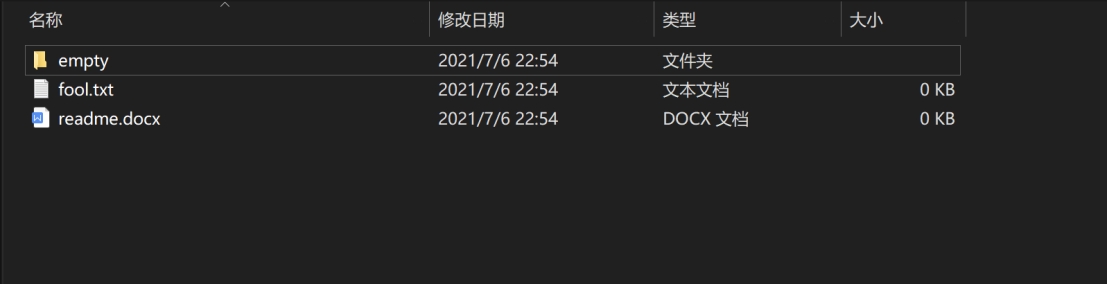 名称 修改日期 类型 大小
empty 2021/7/6 22:54 文件夹
fool.txt 2021/7/6 22:54 文本文档 0 KB
readme.docx 2021/7/6 22:54 DOCX 文档 0 KB